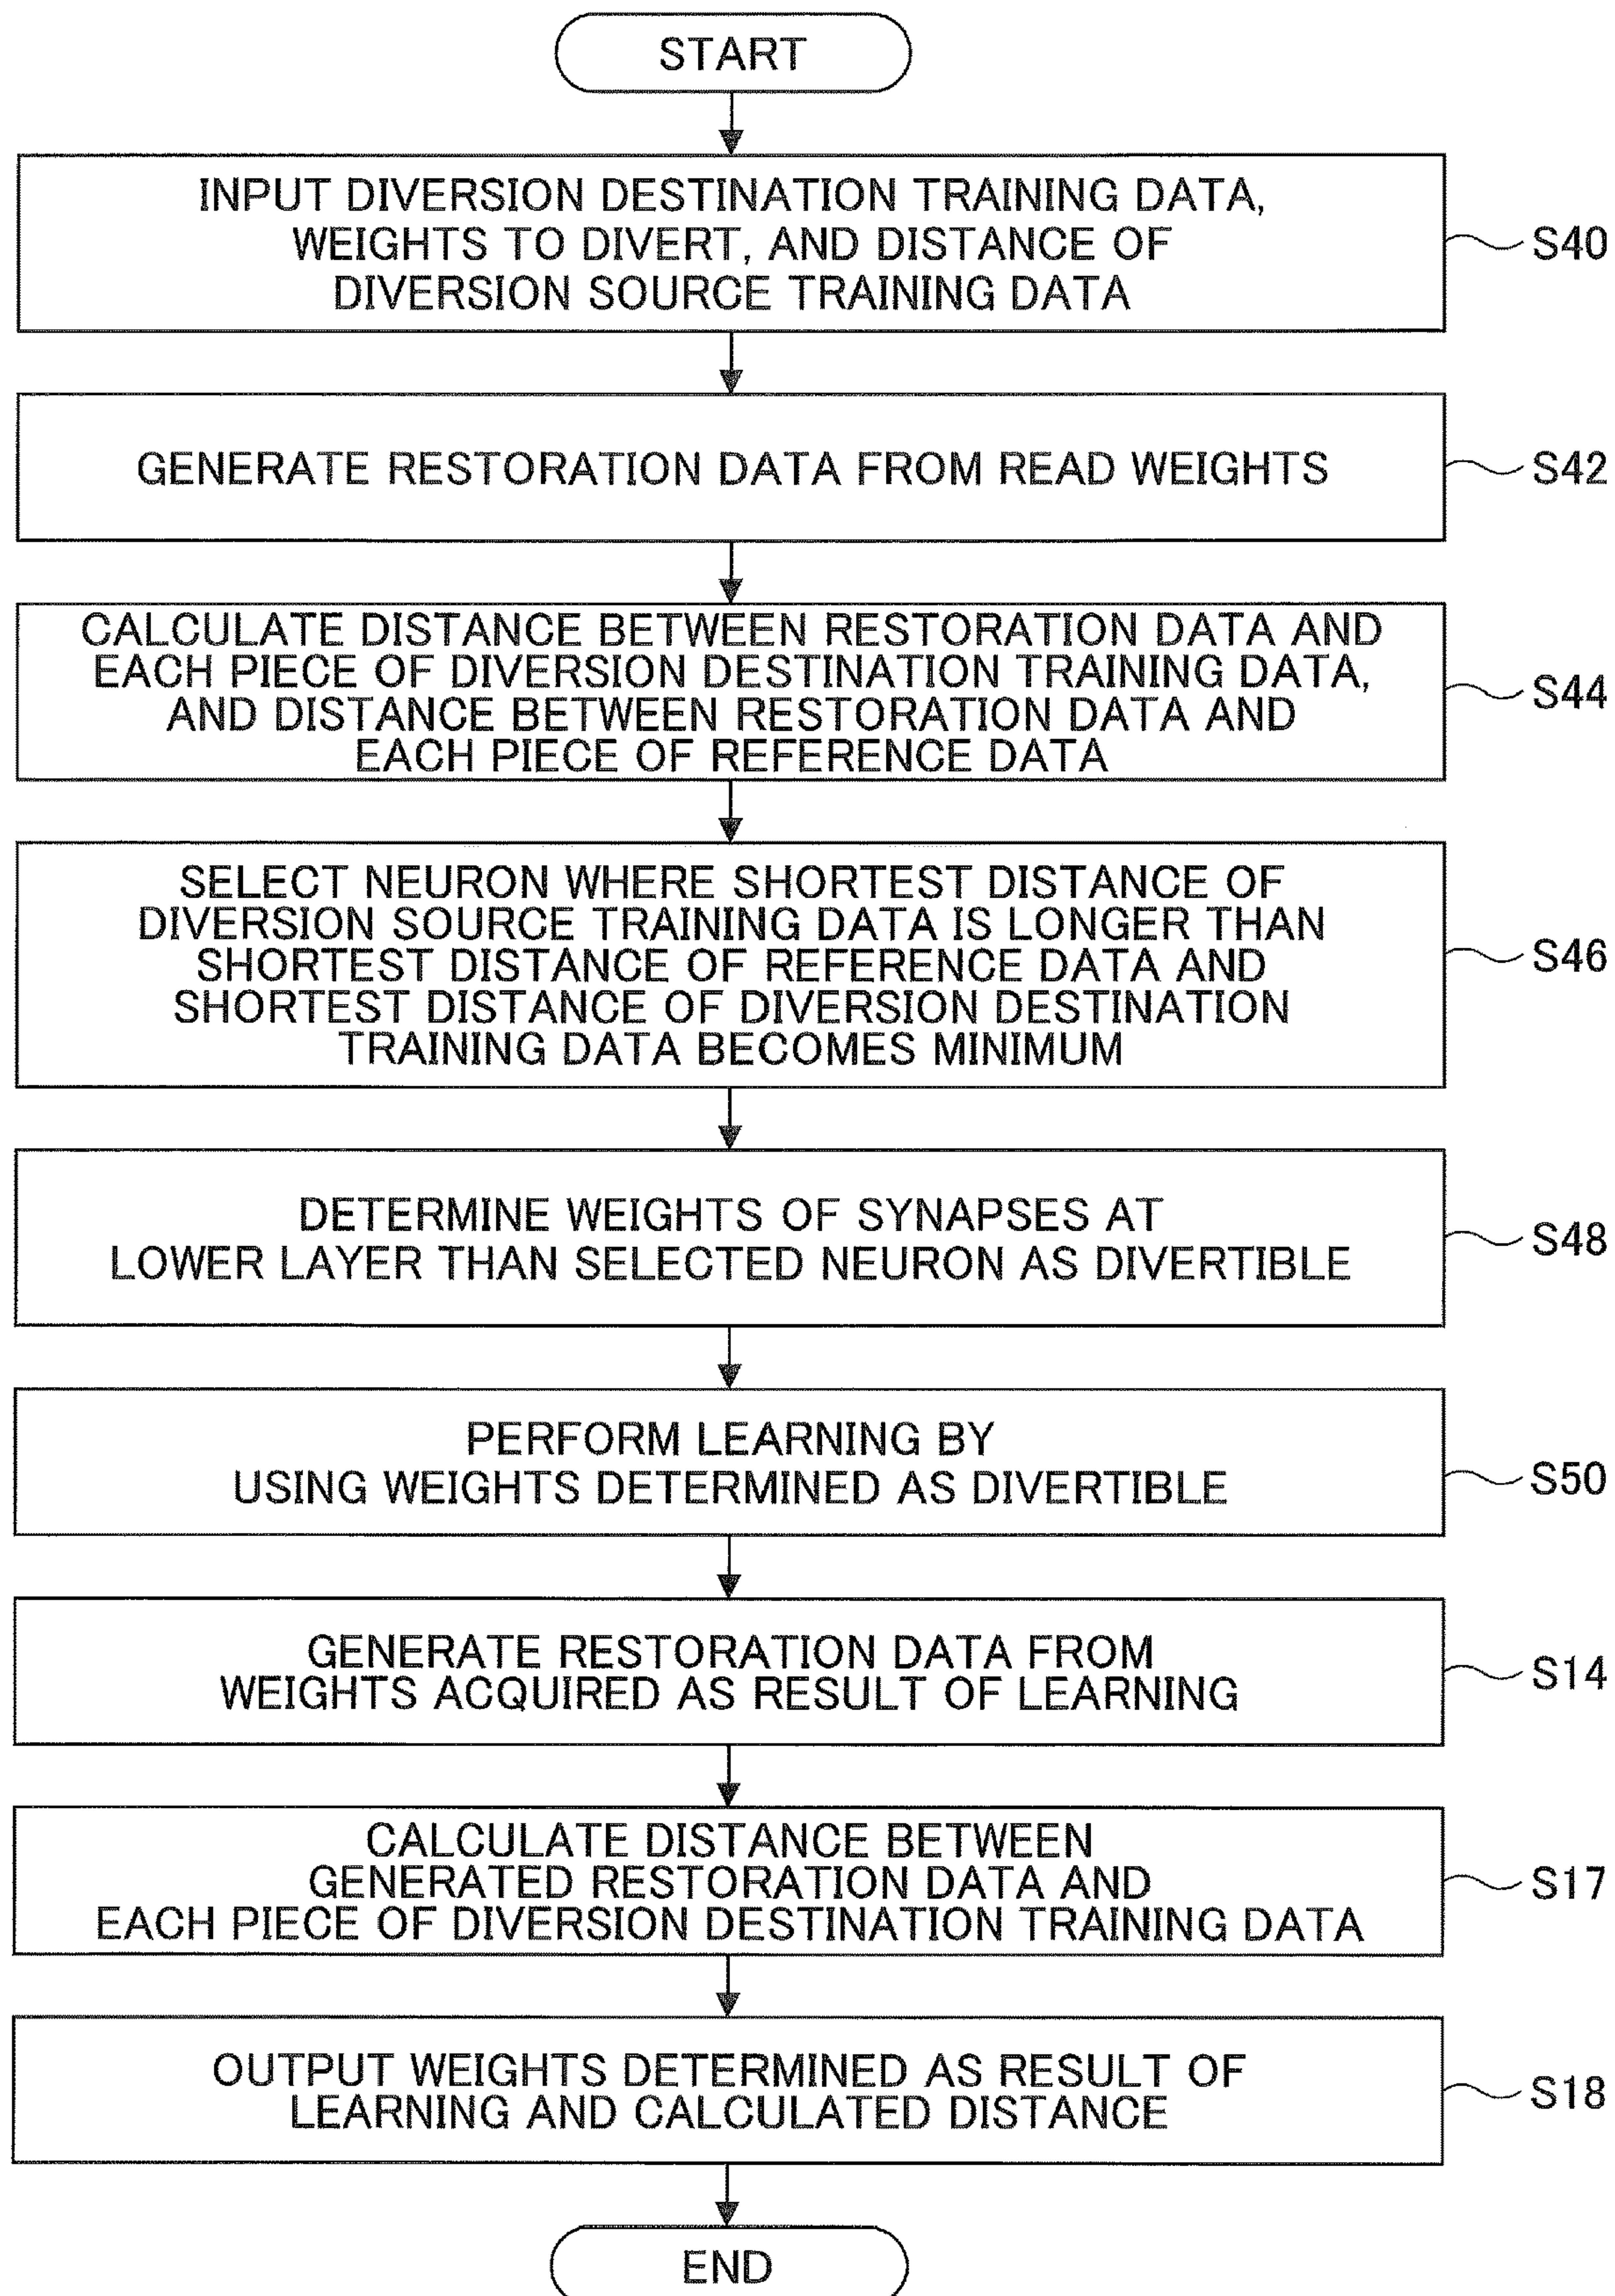 START
INPUT DIVERSION DESTINATION TRAINING DATA,
WEIGHTS TO DIVERT, AND DISTANCE OF
DIVERSION SOURCE TRAINING DATA
S40
GENERATE RESTORATION DATA FROM READ WEIGHTS
S42
CALCULATE DISTANCE BETWEEN RESTORATION DATA AND
EACH PIECE OF DIVERSION DESTINATION TRAINING DATA,
AND DISTANCE BETWEEN RESTORATION DATA AND
EACH PIECE OF REFERENCE DATA
S44
SELECT NEURON WHERE SHORTEST DISTANCE OF
DIVERSION SOURCE TRAINING DATA IS LONGER THAN
SHORTEST DISTANCE OF REFERENCE DATA AND
SHORTEST DISTANCE OF DIVERSION DESTINATION
TRAINING DATA BECOMES MINIMUM
S46
DETERMINE WEIGHTS OF SYNAPSES AT
LOWER LAYER THAN SELECTED NEURON AS DIVERTIBLE
S48
PERFORM LEARNING BY
USING WEIGHTS DETERMINED AS DIVERTIBLE
S50
GENERATE RESTORATION DATA FROM
WEIGHTS ACQUIRED AS RESULT OF LEARNING
S14
CALCULATE DISTANCE BETWEEN
GENERATED RESTORATION DATA AND
EACH PIECE OF DIVERSION DESTINATION TRAINING DATA
S17
OUTPUT WEIGHTS DETERMINED AS RESULT OF
LEARNING AND CALCULATED DISTANCE
S18
END